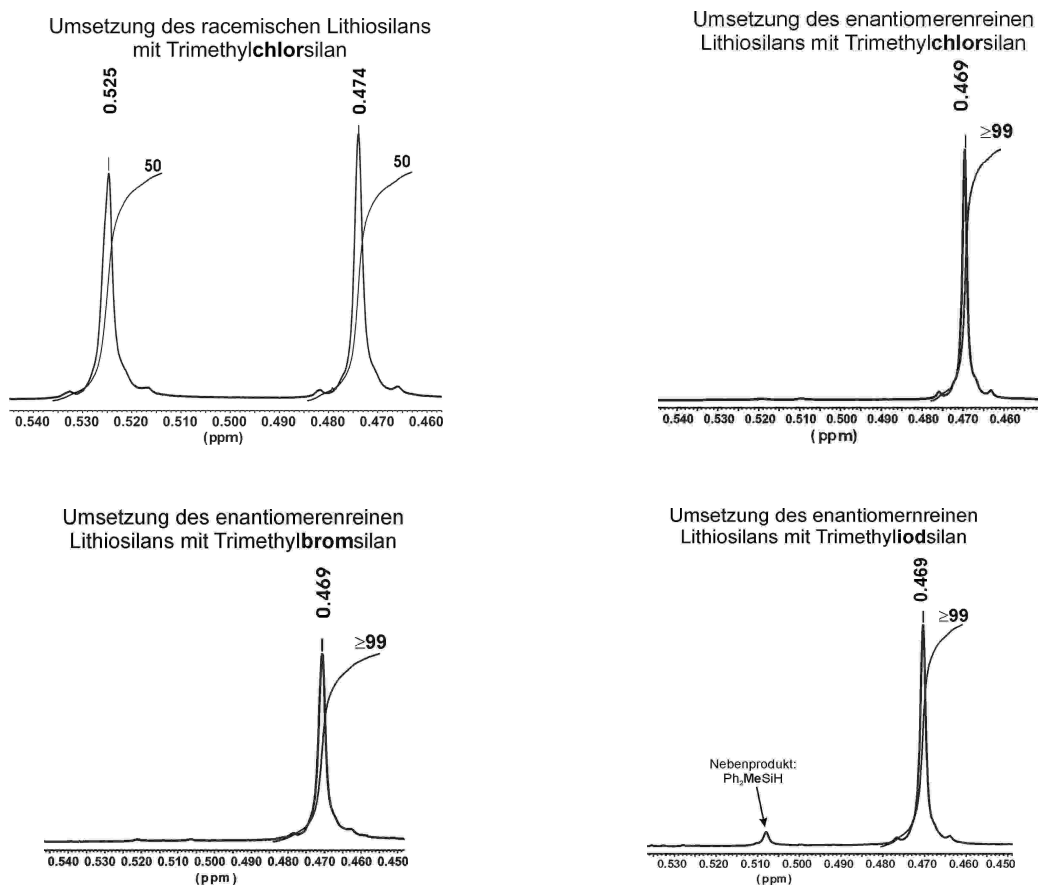 Umsetzung des racemischen Lithiosilans
mit Trimethylchlorsilan
0.525
0.474
50
50
0.540 0.530 0.520 0.510 0.500 0.490 0.480 0.470 0.460
(ppm)
Umsetzung des enantiomerenreinen
Lithiosilans mit Trimethylchlorsilan
0.469
≥99
0.540 0.530 0.520 0.510 0.500 0.490 0.480 0.470 0.460
(ppm)
Umsetzung des enantiomerenreinen
Lithiosilans mit Trimethylbromsilan
0.469
≥99
0.540 0.530 0.520 0.510 0.500 0.490 0.480 0.470 0.460 0.450
(ppm)
Umsetzung des enantiomernreinen
Lithiosilans mit Trimethyliodsilan
0.469
≥99
Nebenprodukt:
Ph₂MeSiH
0.530 0.520 0.510 0.500 0.490 0.480 0.470 0.460 0.450
(ppm)